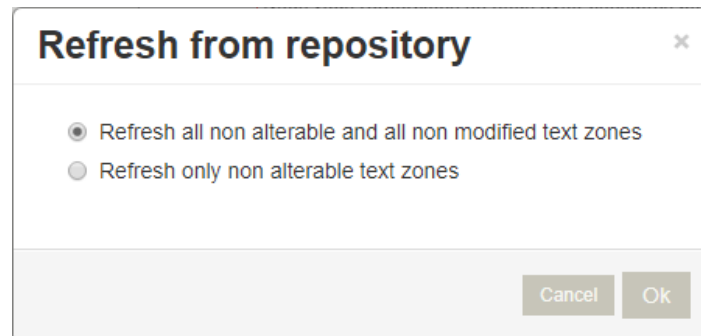 Refresh from repository
×
Refresh all non alterable and all non modified text zones
Refresh only non alterable text zones
Cancel Ok